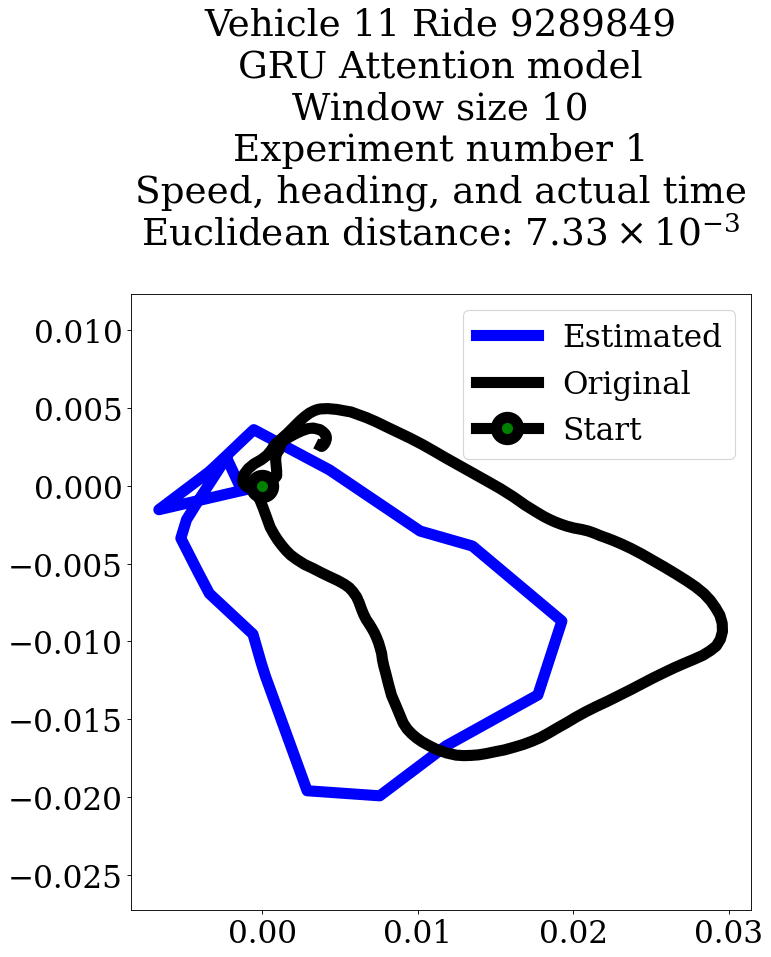 Vehicle 11 Ride 9289849
GRU Attention model
Window size 10
Experiment number 1
Speed, heading, and actual time
Euclidean distance: 7.33 × 10⁻³
Estimated
Original
Start
0.010
0.005
0.000
−0.005
−0.010
−0.015
−0.020
−0.025
0.00 0.01 0.02 0.03